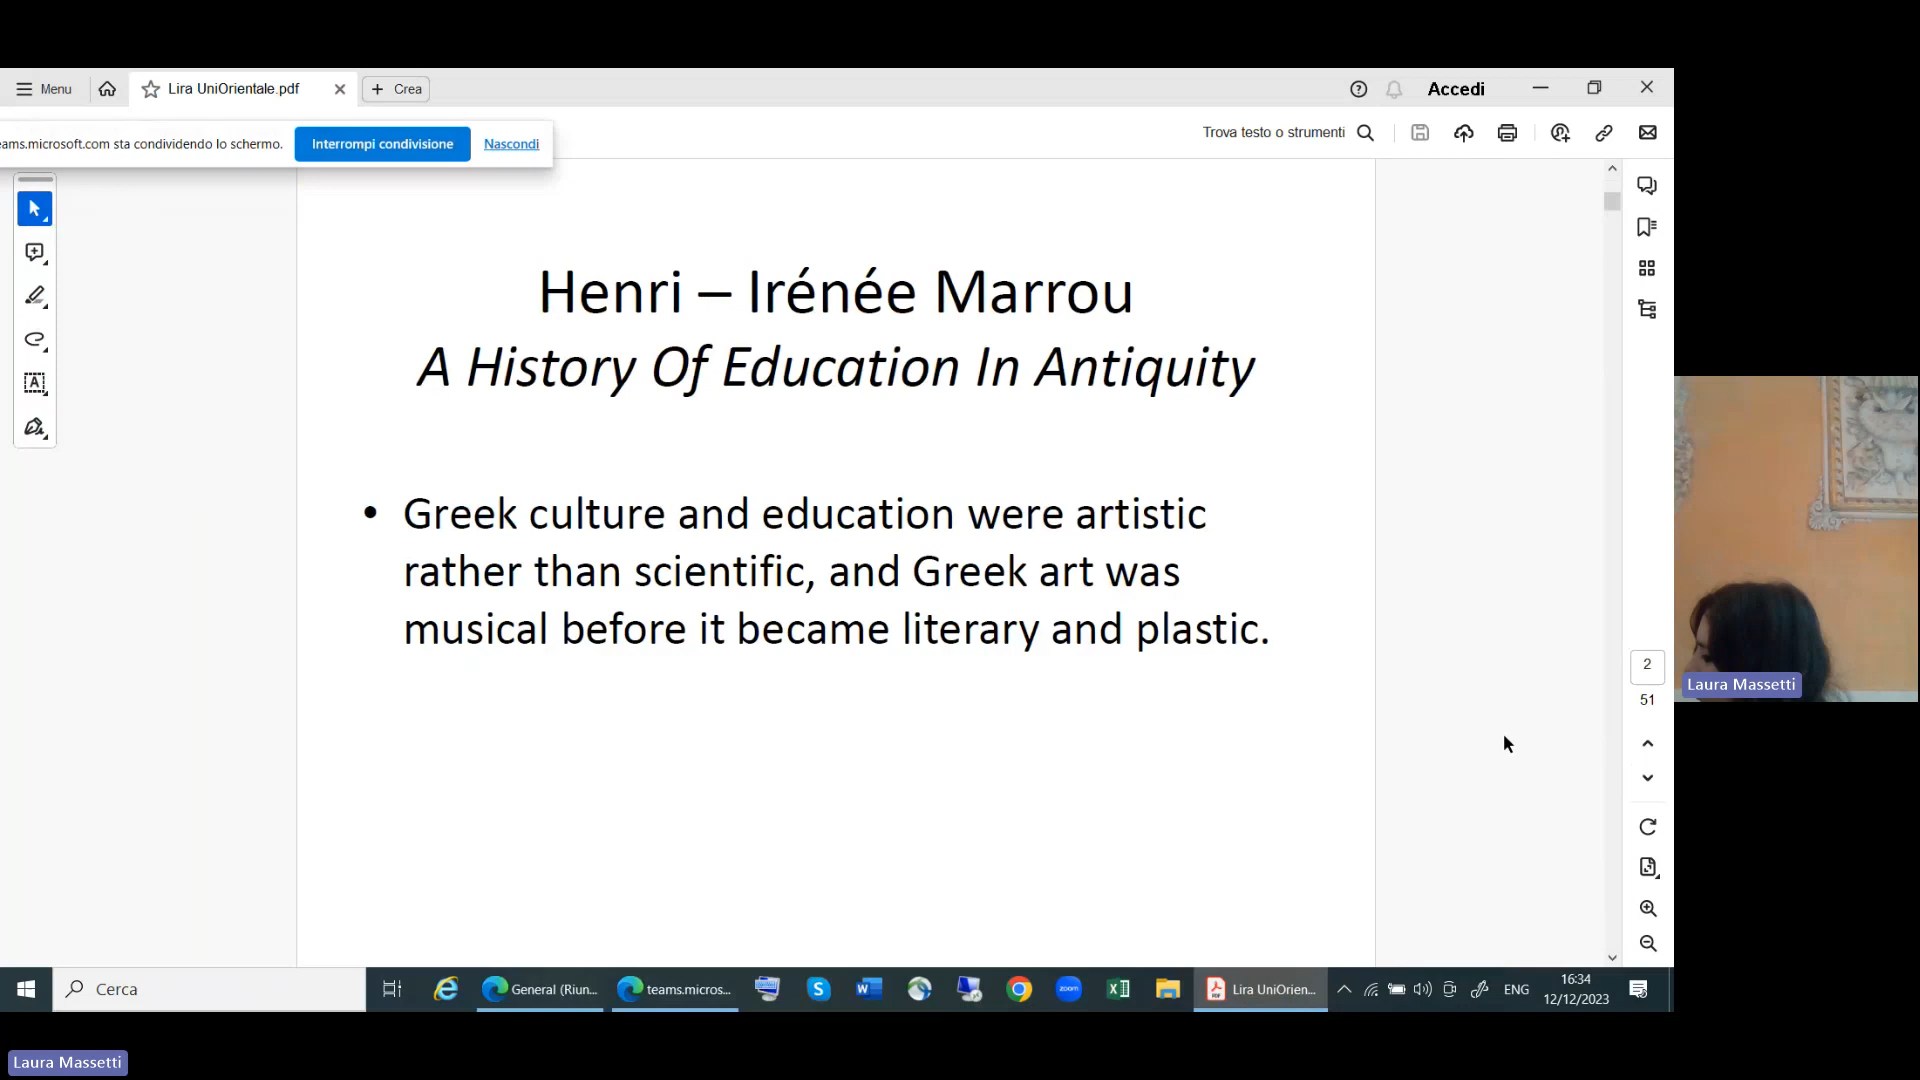 Menu
Lira UniOrientale.pdf
Crea
Accedi
eams.microsoft.com sta condividendo lo schermo.
Interrompi condivisione
Nascondi
Trova testo o strumenti
Henri – Irénée Marrou
A History Of Education In Antiquity
• Greek culture and education were artistic
rather than scientific, and Greek art was
musical before it became literary and plastic.
2
51
Laura Massetti
Cerca
General (Riun...
teams.micros...
zoom
Lira UniOrien...
ENG
16:34
12/12/2023
Laura Massetti